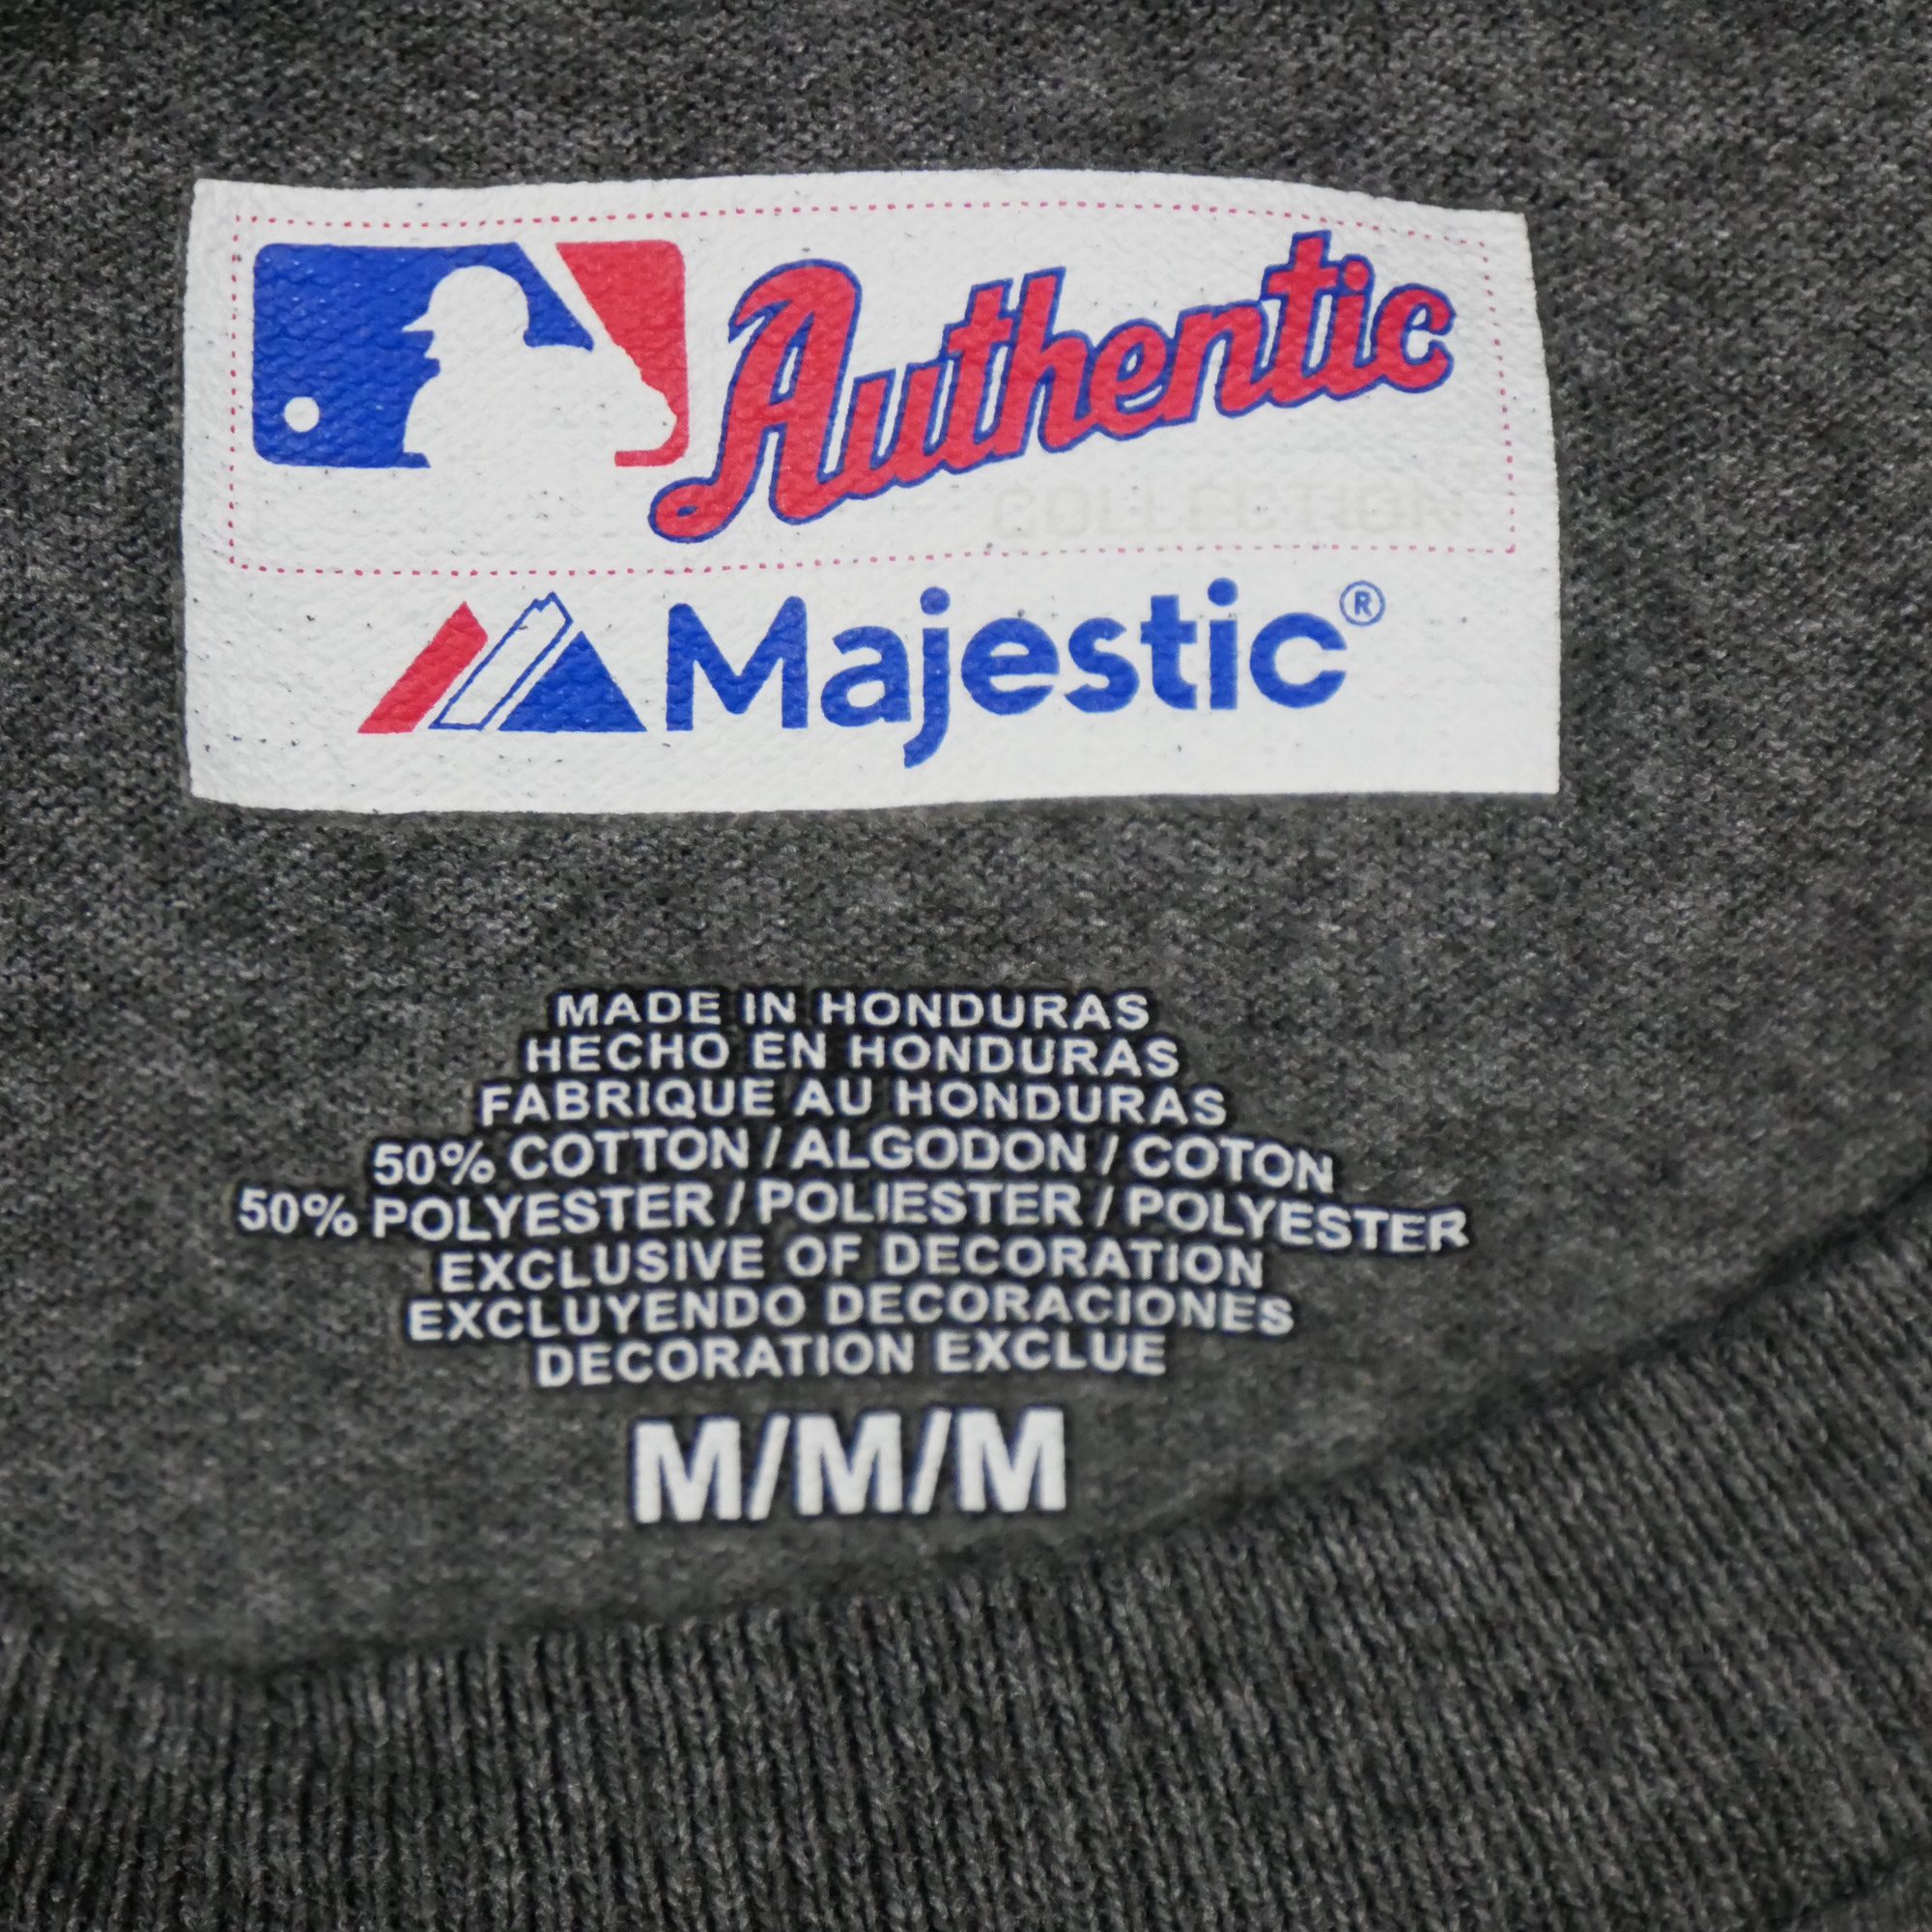 Authentic
COLLECTION
Majestic®
MADE IN HONDURAS
HECHO EN HONDURAS
FABRIQUE AU HONDURAS
50% COTTON / ALGODON / COTON
50% POLYESTER / POLIESTER / POLYESTER
EXCLUSIVE OF DECORATION
EXCLUYENDO DECORACIONES
DECORATION EXCLUE
M/M/M